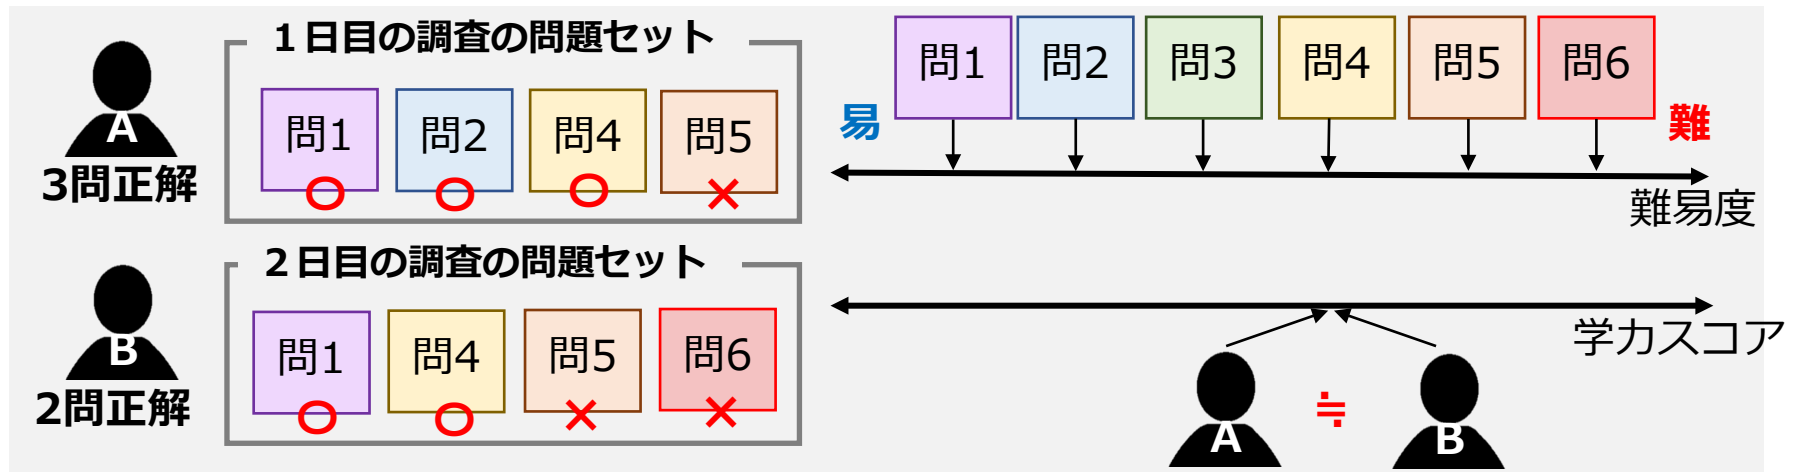 1日目の調査の問題セット
A
3問正解
問1
問2
問4
問5
2日目の調査の問題セット
B
2問正解
問1
問4
問5
問6
問1
問2
問3
問4
問5
問6
易
難
難易度
学力スコア
A
≒
B